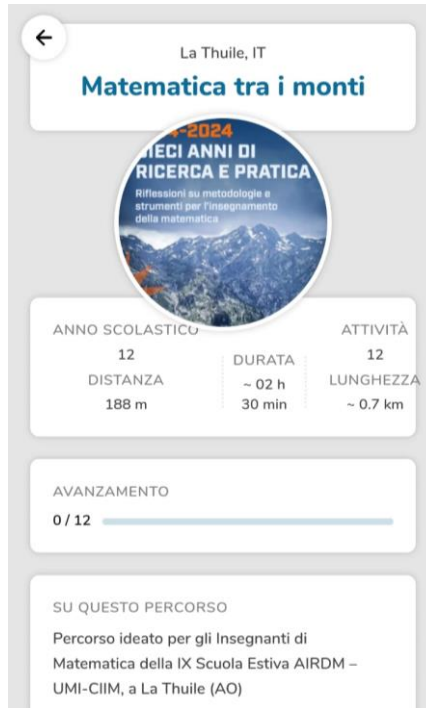 La Thuile, IT
Matematica tra i monti
-2024
DIECI ANNI DI
RICERCA E PRATICA
Riflessioni su metodologie e
strumenti per l'insegnamento
della matematica
ANNO SCOLASTICO
12
DISTANZA
188 m
DURATA
~ 02 h
30 min
ATTIVITÀ
12
LUNGHEZZA
~ 0.7 km
AVANZAMENTO
0 / 12
SU QUESTO PERCORSO
Percorso ideato per gli Insegnanti di
Matematica della IX Scuola Estiva AIRDM –
UMI-CIIM, a La Thuile (AO)